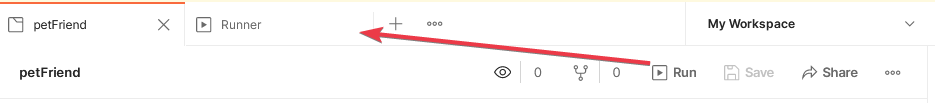 petFriend Runner My Workspace
petFriend 0 0 Run Save Share